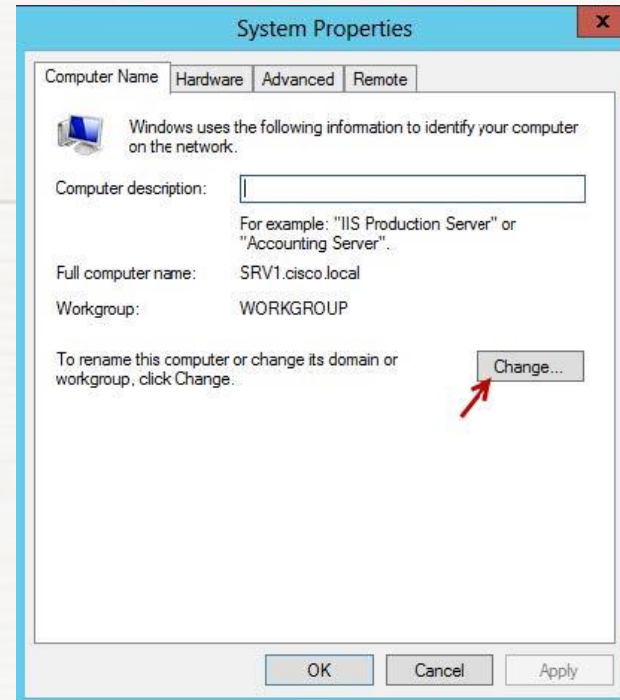 System Properties
x
Computer Name Hardware Advanced Remote
Windows uses the following information to identify your computer
on the network.
Computer description:
For example: "IIS Production Server" or
"Accounting Server".
Full computer name: SRV1.cisco.local
Workgroup: WORKGROUP
To rename this computer or change its domain or
workgroup, click Change.
Change...
OK Cancel Apply